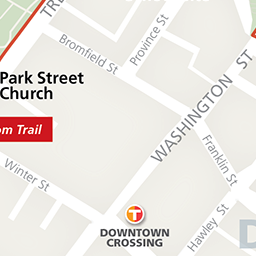 TRE
Bromfield St
Province St
Park Street
Church
om Trail
WASHINGTON ST
Franklin St
Winter St
T
DOWNTOWN
CROSSING
Hawley St
D